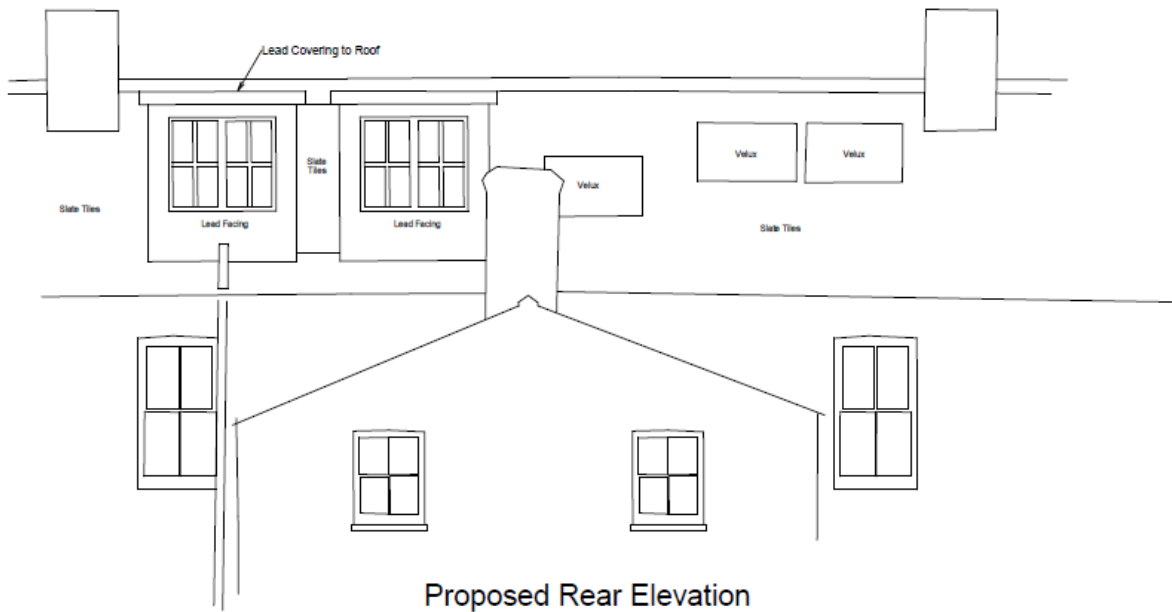 Lead Covering to Roof
Velux
Velux
Slate
Tiles
Velux
Slate Tiles
Lead Facing
Lead Facing
Slate Tiles
Proposed Rear Elevation